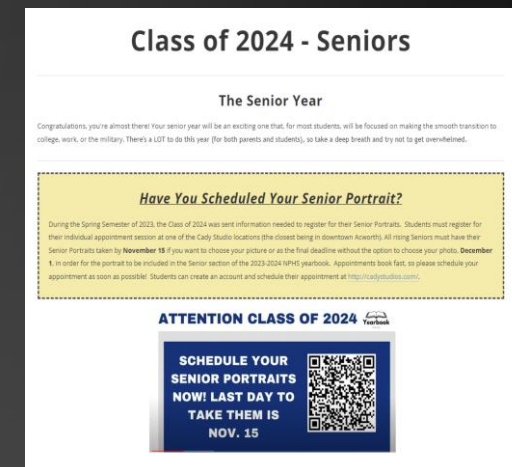 Class of 2024 - Seniors
The Senior Year
Congratulations, you're almost there! Your senior year will be an exciting one that, for most students, will be focused on making the smooth transition to
college, work, or the military. There's a LOT to do this year (for both parents and students), so take a deep breath and try not to get overwhelmed.
Have You Scheduled Your Senior Portrait?
During the Spring Semester of 2023, the Class of 2024 was sent information needed to register for their Senior Portraits. Students must register for
their individual appointment session at one of the Cady Studio locations (the closest being in downtown Acworth). All rising Seniors must have their
Senior Portraits taken by November 15 if you want to choose your picture or as the final deadline without the option to choose your photo, December
1, in order for the portrait to be included in the Senior section of the 2023-2024 NPHS yearbook. Appointments book fast, so please schedule your
appointment as soon as possible! Students can create an account and schedule their appointment at http://cadystudios.com/.
ATTENTION CLASS OF 2024 Yearbook
SCHEDULE YOUR
SENIOR PORTRAITS
NOW! LAST DAY TO
TAKE THEM IS
NOV. 15